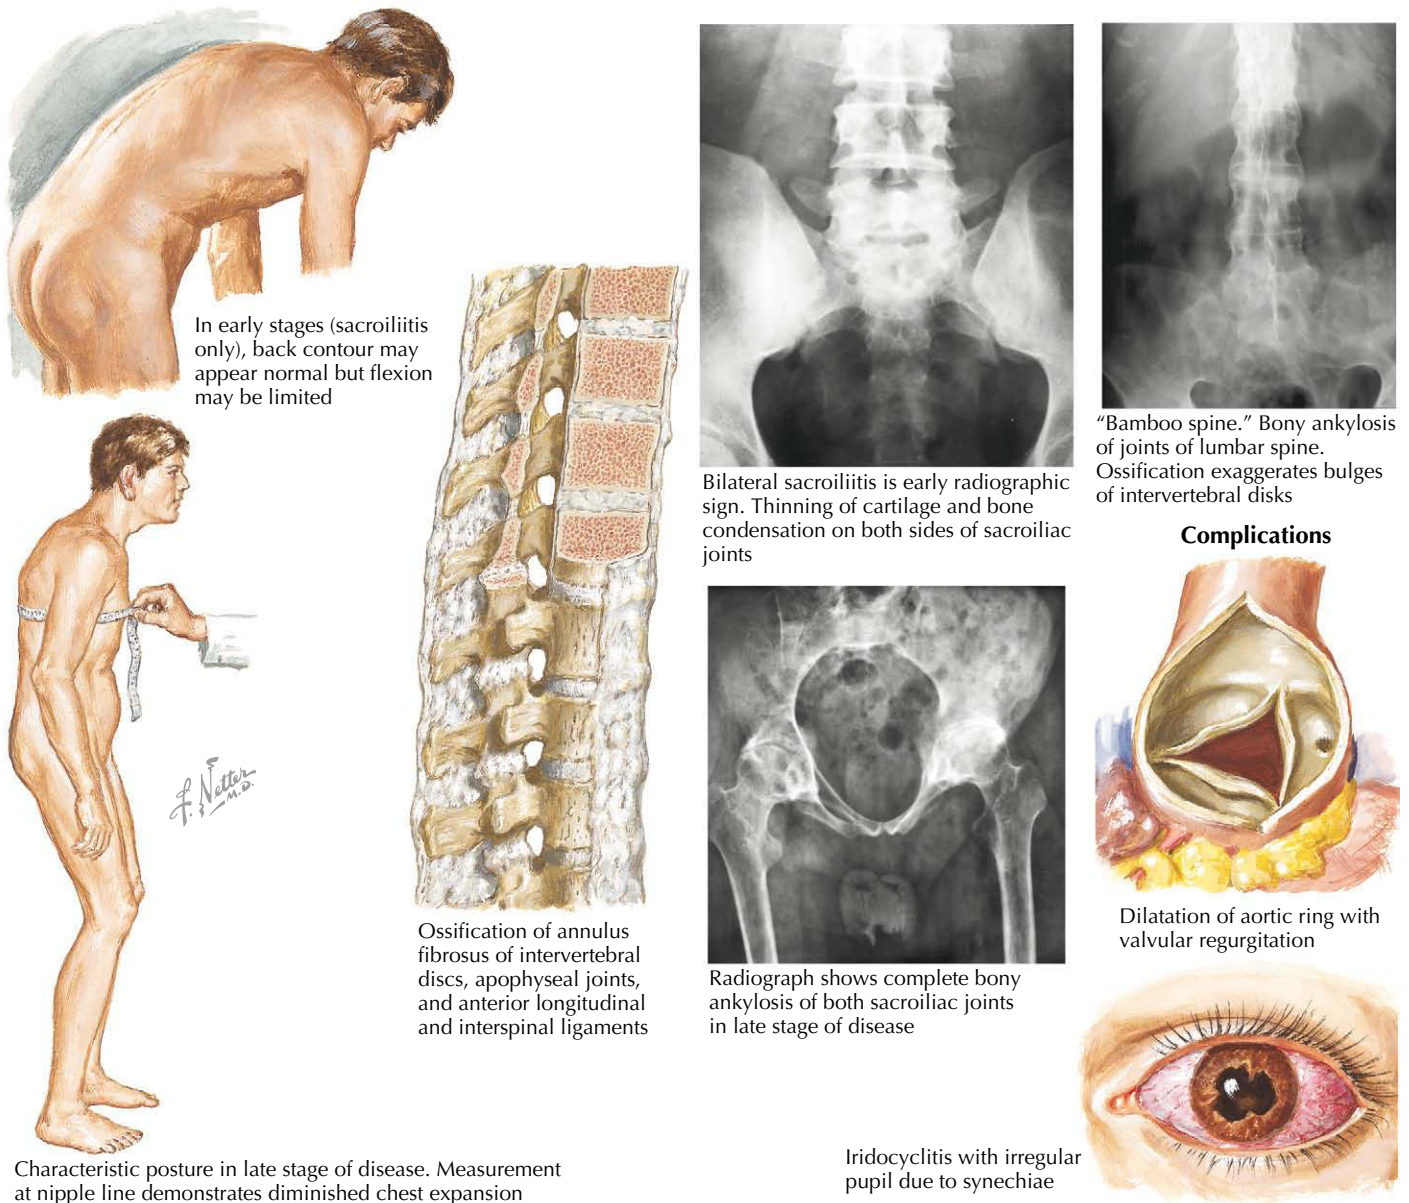 In early stages (sacroiliitis
only), back contour may
appear normal but flexion
may be limited
Characteristic posture in late stage of disease. Measurement
at nipple line demonstrates diminished chest expansion
F. Netter
M.D.
Ossification of annulus
fibrosus of intervertebral
discs, apophyseal joints,
and anterior longitudinal
and interspinal ligaments
Bilateral sacroiliitis is early radiographic
sign. Thinning of cartilage and bone
condensation on both sides of sacroiliac
joints
Radiograph shows complete bony
ankylosis of both sacroiliac joints
in late stage of disease
“Bamboo spine.” Bony ankylosis
of joints of lumbar spine.
Ossification exaggerates bulges
of intervertebral disks
Complications
Dilatation of aortic ring with
valvular regurgitation
Iridocyclitis with irregular
pupil due to synechiae